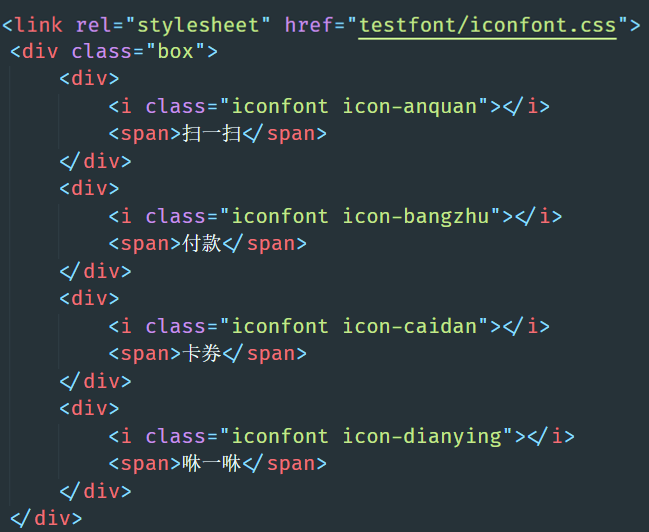 <link rel="stylesheet" href="testfont/iconfont.css">
<div class="box">
<div>
<i class="iconfont icon-anquan"></i>
<span>扫一扫</span>
</div>
<div>
<i class="iconfont icon-bangzhu"></i>
<span>付款</span>
</div>
<div>
<i class="iconfont icon-caidan"></i>
<span>卡券</span>
</div>
<div>
<i class="iconfont icon-dianying"></i>
<span>咻一咻</span>
</div>
</div>